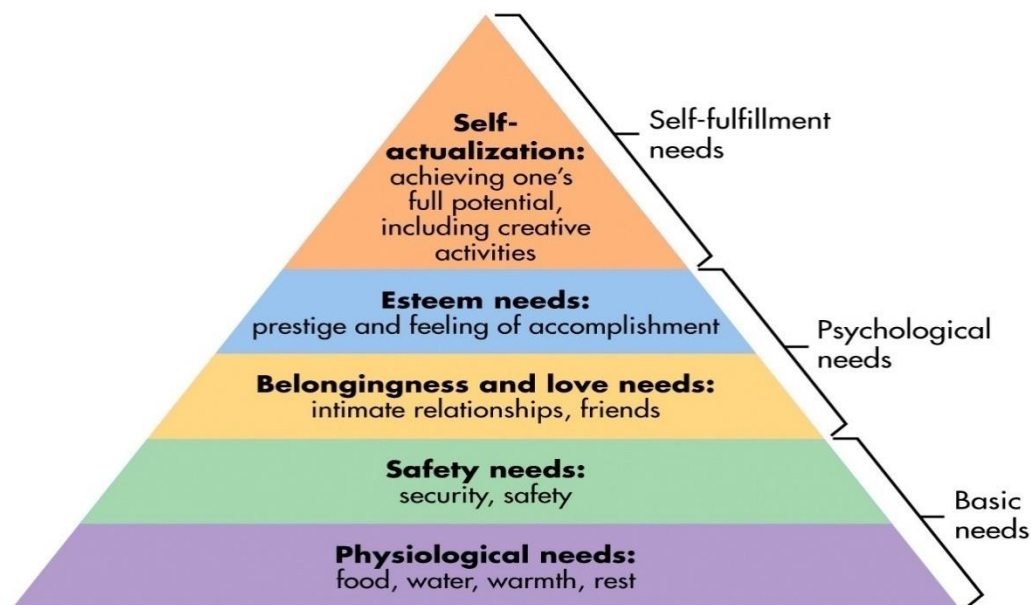 Self-
actualization:
achieving one's
full potential,
including creative
activities
Self-fulfillment
needs
Esteem needs:
prestige and feeling of accomplishment
Belongingness and love needs:
intimate relationships, friends
Psychological
needs
Safety needs:
security, safety
Physiological needs:
food, water, warmth, rest
Basic
needs